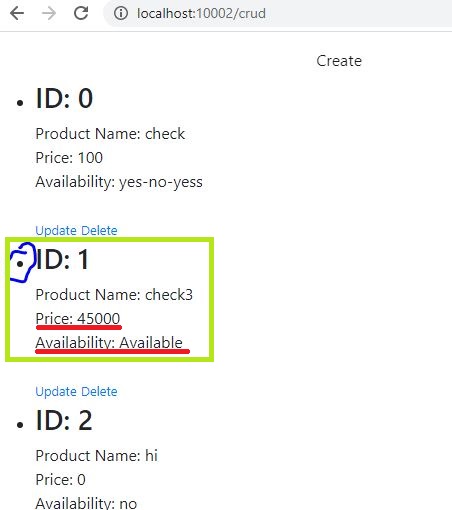 localhost:10002/crud
Create
ID: 0
Product Name: check
Price: 100
Availability: yes-no-yess
Update Delete
ID: 1
Product Name: check3
Price: 45000
Availability: Available
Update Delete
ID: 2
Product Name: hi
Price: 0
Availability: no